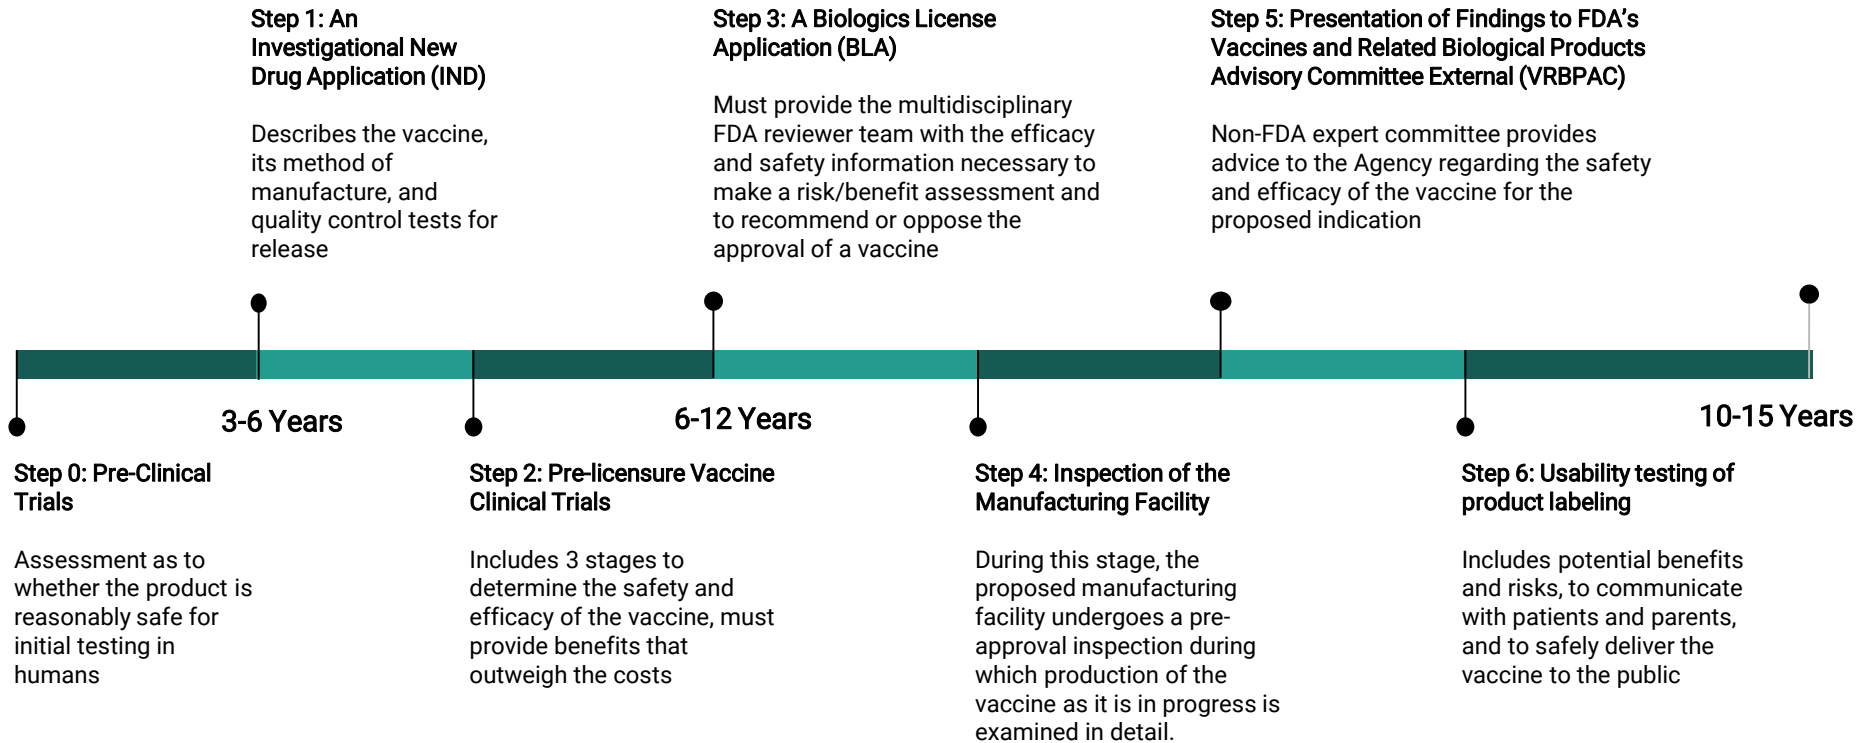 Step 1: An
Investigational New
Drug Application (IND)
Describes the vaccine,
its method of
manufacture, and
quality control tests for
release
Step 3: A Biologics License
Application (BLA)
Must provide the multidisciplinary
FDA reviewer team with the efficacy
and safety information necessary to
make a risk/benefit assessment and
to recommend or oppose the
approval of a vaccine
Step 5: Presentation of Findings to FDA's
Vaccines and Related Biological Products
Advisory Committee External (VRBPAC)
Non-FDA expert committee provides
advice to the Agency regarding the safety
and efficacy of the vaccine for the
proposed indication
3-6 Years
6-12 Years
10-15 Years
Step 0: Pre-Clinical
Trials
Assessment as to
whether the product is
reasonably safe for
initial testing in
humans
Step 2: Pre-licensure Vaccine
Clinical Trials
Includes 3 stages to
determine the safety and
efficacy of the vaccine, must
provide benefits that
outweigh the costs
Step 4: Inspection of the
Manufacturing Facility
During this stage, the
proposed manufacturing
facility undergoes a pre-
approval inspection during
which production of the
vaccine as it is in progress is
examined in detail.
Step 6: Usability testing of
product labeling
Includes potential benefits
and risks, to communicate
with patients and parents,
and to safely deliver the
vaccine to the public